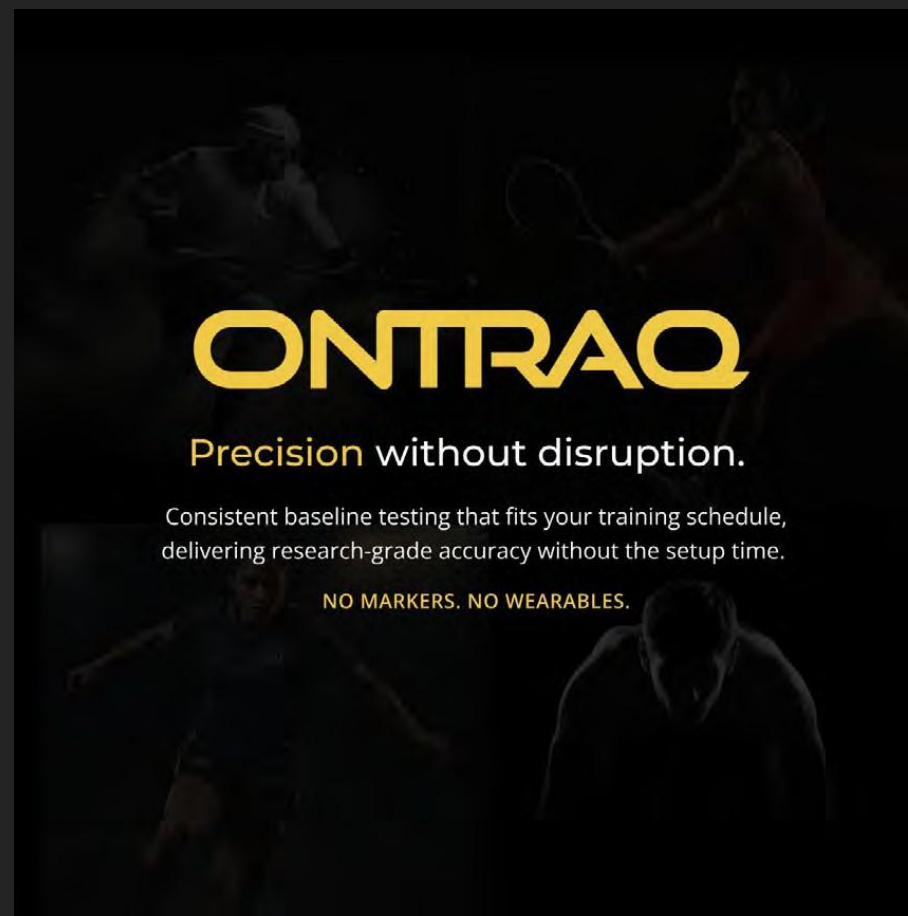 ONTRAQ
Precision without disruption.
Consistent baseline testing that fits your training schedule,
delivering research-grade accuracy without the setup time.
NO MARKERS. NO WEARABLES.